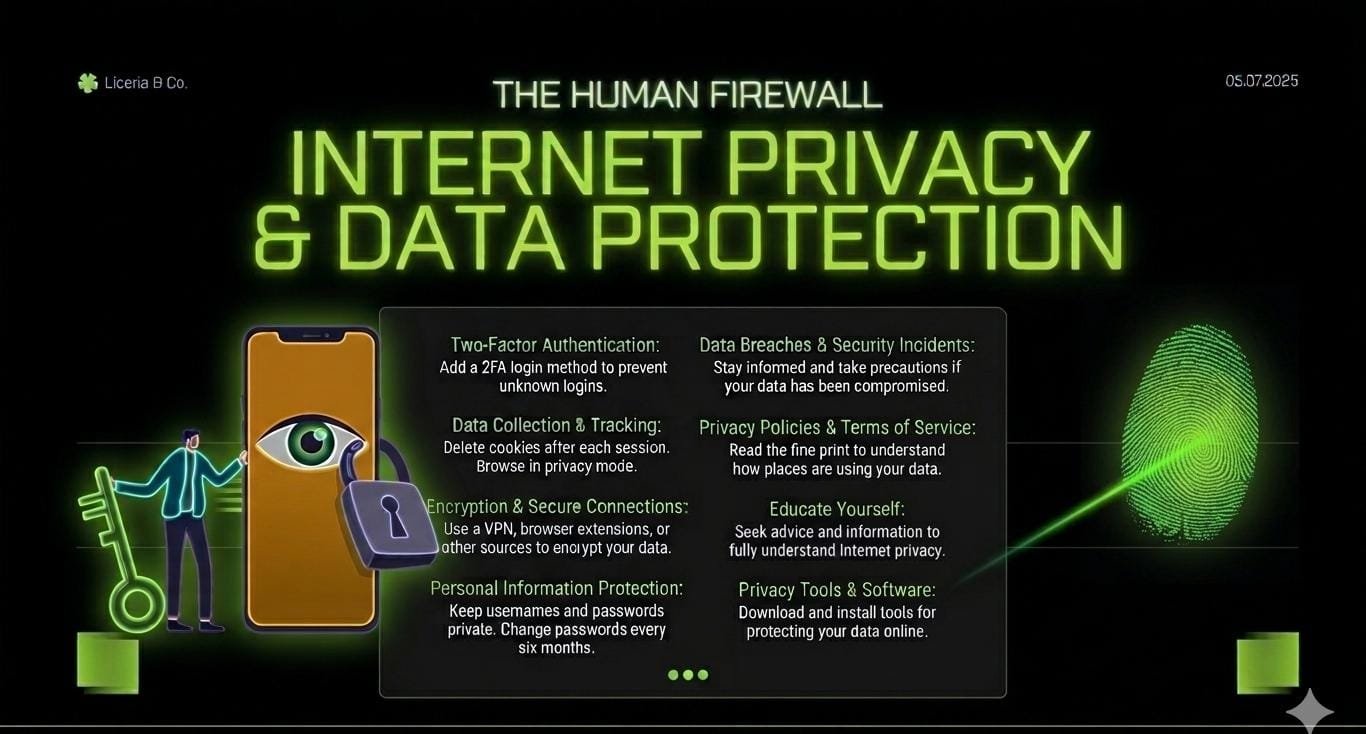 Liceria B Co.
05.07.2025
THE HUMAN FIREWALL
INTERNET PRIVACY
& DATA PROTECTION
Two-Factor Authentication:
Add a 2FA login method to prevent
unknown logins.
Data Collection & Tracking:
Delete cookies after each session.
Browse in privacy mode.
Encryption & Secure Connections:
Use a VPN, browser extensions, or
other sources to enoıypt your data.
Personal Information Protection:
Keep usemames and passwords
private. Change passwords every
six months.
Data Breaches & Security Incidents:
Stay informed and take precautions if
your data has been compromised.
Privacy Policies & Terms of Service:
Read the fine print to understand
how places are using your data.
Educate Yourself:
Seek advice and information to
fully understand Internet privacy.
Privacy Tools & Software:
Download and install tools for
protecting your data online.